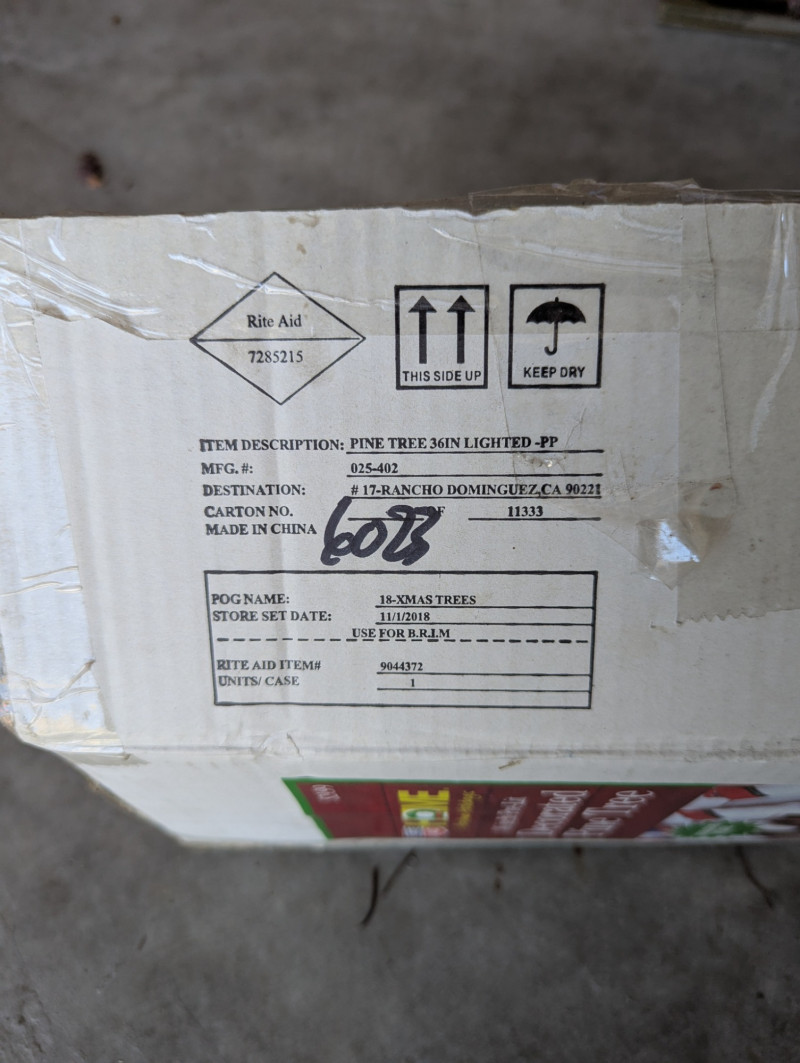 Rite Aid
7285215
THIS SIDE UP
KEEP DRY
ITEM DESCRIPTION: PINE TREE 36IN LIGHTED -PP
MFG. #: 025-402
DESTINATION: # 17-RANCHO DOMINGUEZ,CA 90221
CARTON NO. F 11333
MADE IN CHINA
POG NAME: 18-XMAS TREES
STORE SET DATE: 11/1/2018
USE FOR B.R.I.M
RITE AID ITEM# 9044372
UNITS/ CASE 1
Decorated
Tree